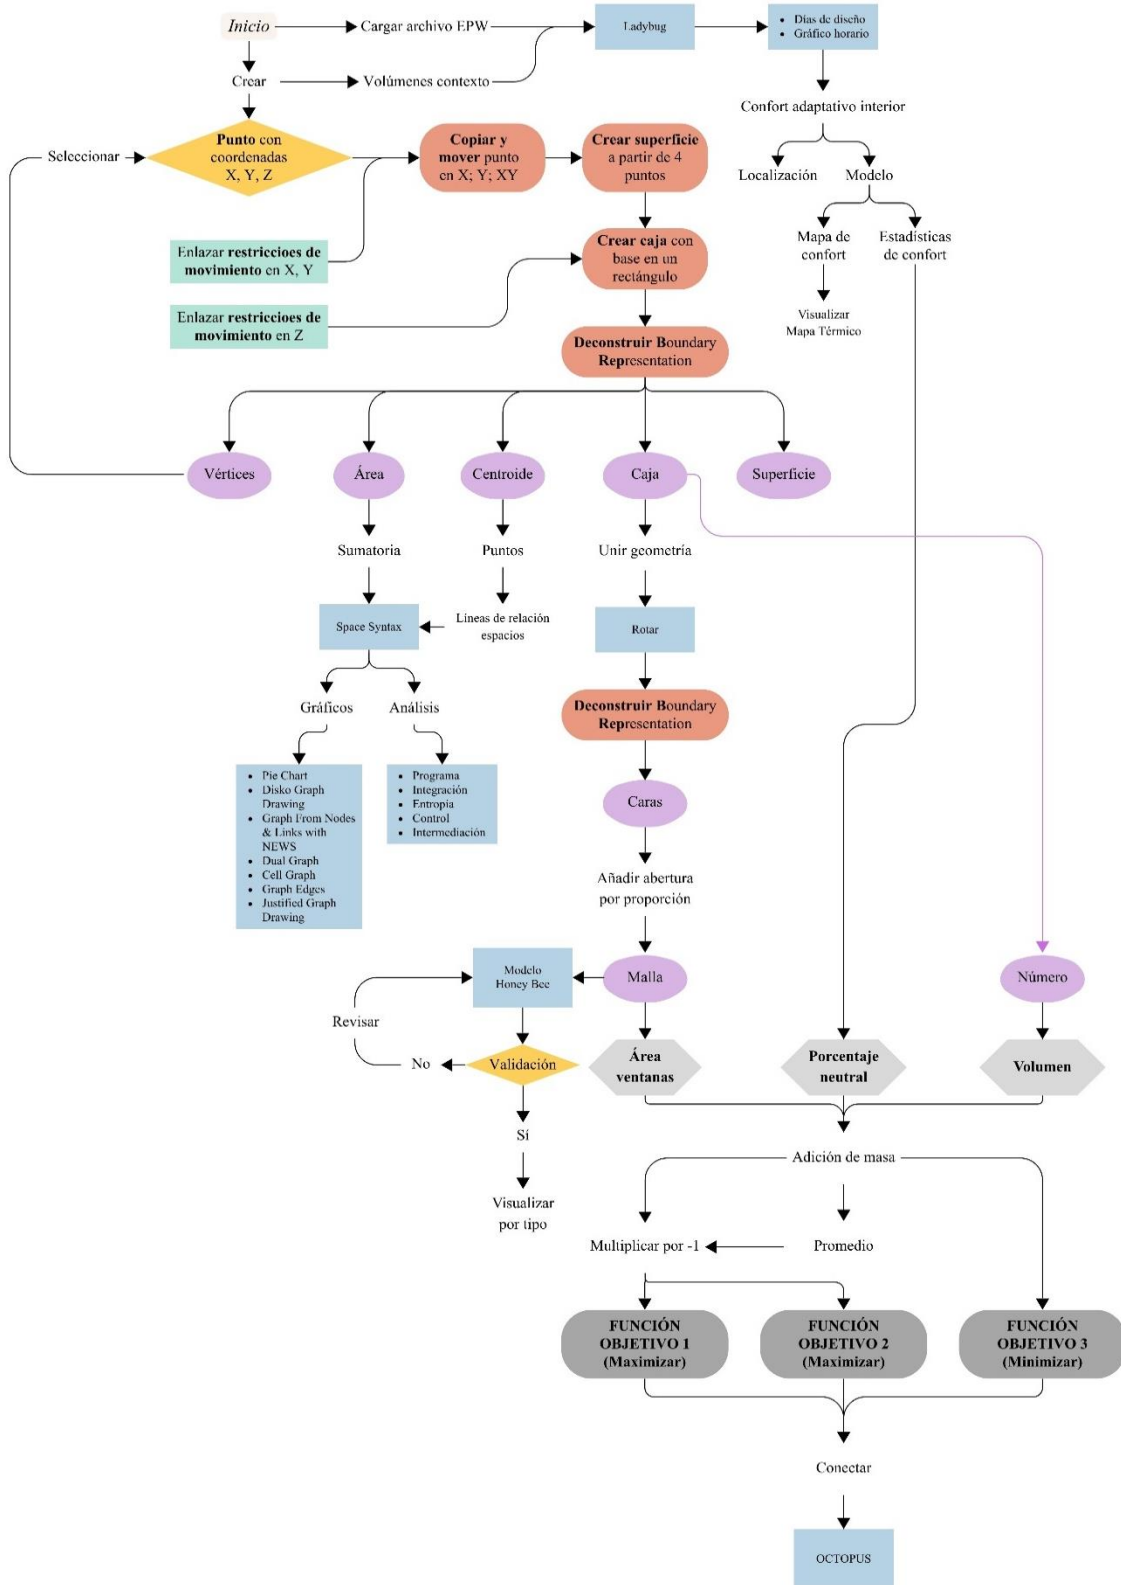 Inicio
Cargar archivo EPW
Ladybug
• Días de diseño
• Gráfico horario
Crear
Volúmenes contexto
Confort adaptativo interior
Seleccionar
Punto con
coordenadas
X, Y, Z
Copiar y
mover punto
en X; Y; XY
Crear superficie
a partir de 4
puntos
Localización
Modelo
Enlazar restriccioes de
movimiento en X, Y
Crear caja con
base en un
rectángulo
Mapa de
confort
Estadísticas
de confort
Enlazar restriccioes de
movimiento en Z
Visualizar
Mapa Térmico
Deconstruir Boundary
Representation
Vértices
Área
Centroide
Caja
Superficie
Sumatoria
Puntos
Unir geometría
Space Syntax
Líneas de relación
espacios
Rotar
Gráficos
Análisis
Deconstruir Boundary
Representation
• Pie Chart
• Disko Graph
Drawing
• Graph From Nodes
& Links with
NEWS
• Dual Graph
• Cell Graph
• Graph Edges
• Justified Graph
Drawing
• Programa
• Integración
• Entropía
• Control
• Intermediación
Caras
Añadir abertura
por proporción
Modelo
Honey Bee
Malla
Número
Revisar
No
Validación
Área
ventanas
Porcentaje
neutral
Volumen
Sí
Visualizar
por tipo
Adición de masa
Multiplicar por -1
Promedio
FUNCIÓN
OBJETIVO 1
(Maximizar)
FUNCIÓN
OBJETIVO 2
(Maximizar)
FUNCIÓN
OBJETIVO 3
(Minimizar)
Conectar
OCTOPUS